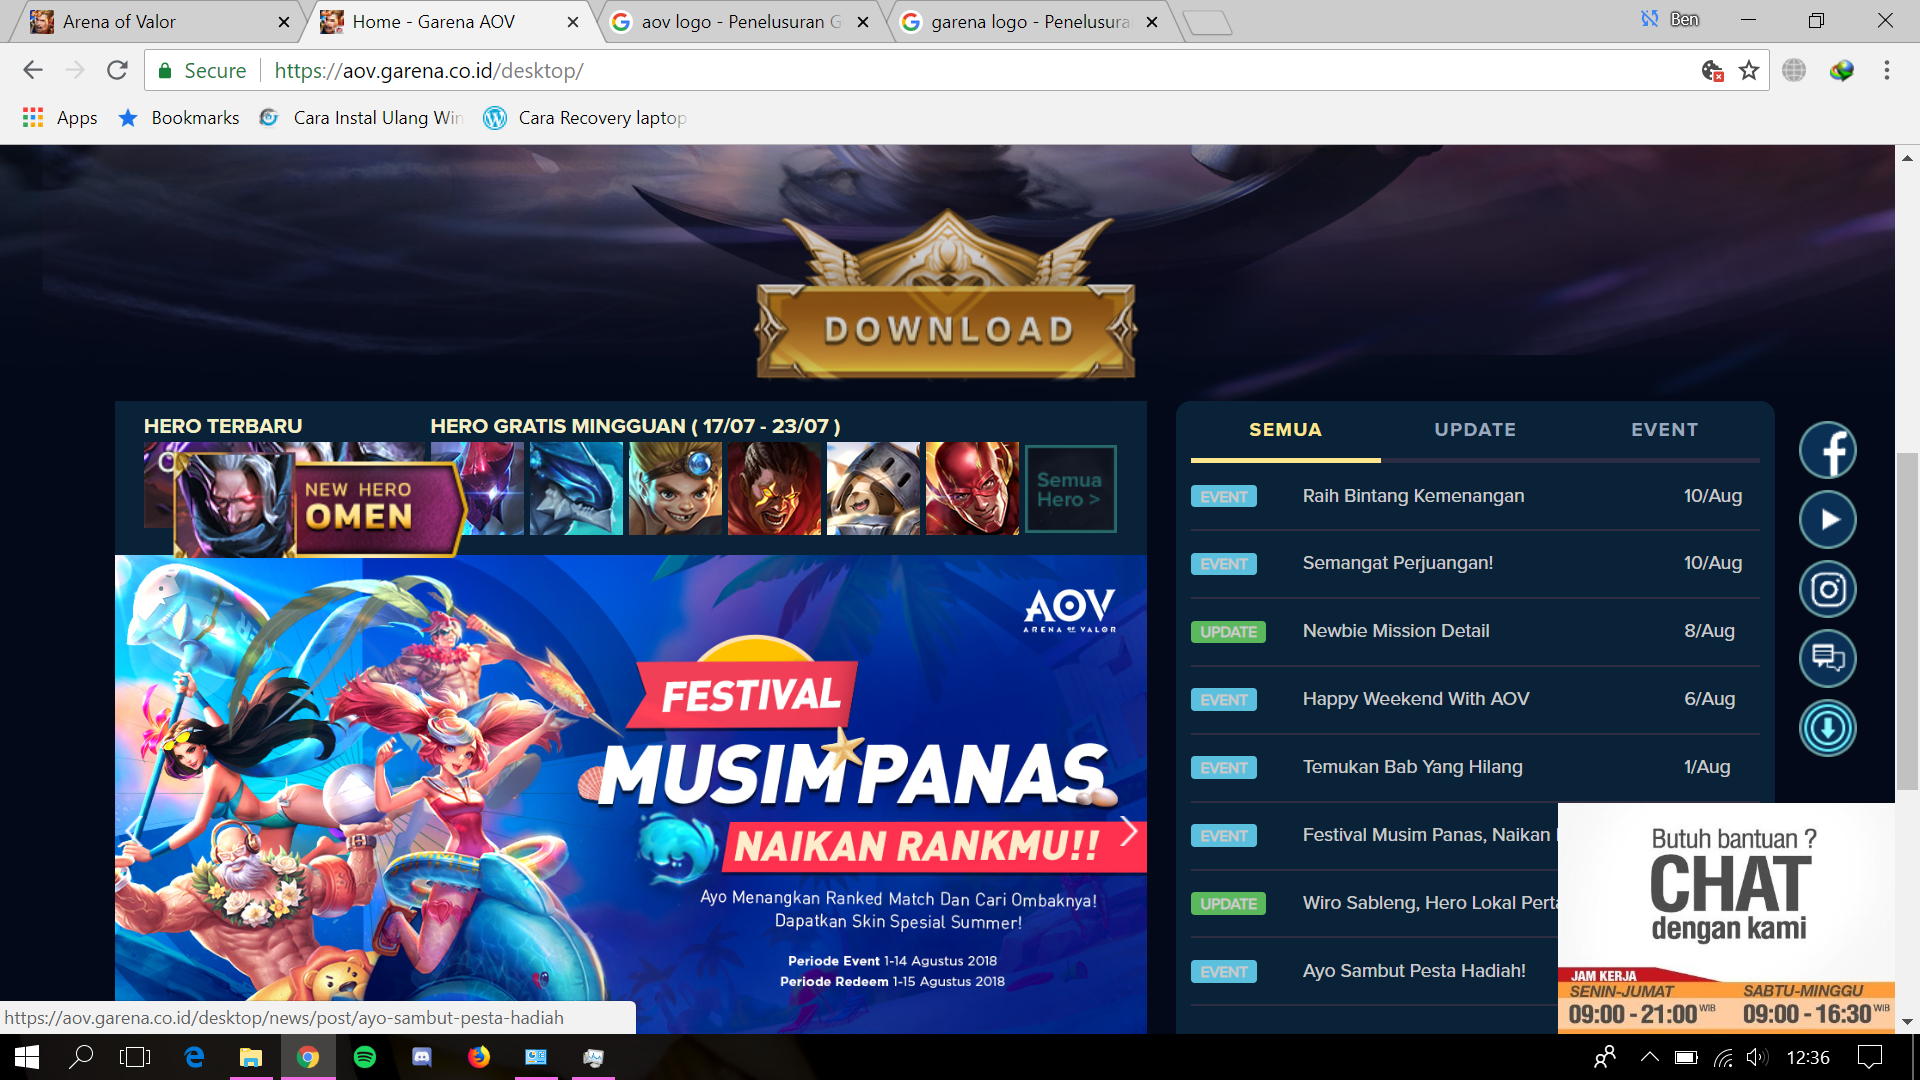 Arena of Valor
Home - Garena AOV
aov logo - Penelusuran G
garena logo - Penelusura
Ben
Secure
https://aov.garena.co.id/desktop/
Apps
Bookmarks
Cara Instal Ulang Win
Cara Recovery laptop
DOWNLOAD
HERO TERBARU
HERO GRATIS MINGGUAN ( 17/07 - 23/07 )
NEW HERO
OMEN
Semua
Hero >
AOV
ARENA OF VALOR
FESTIVAL
MUSIM PANAS
NAIKAN RANKMU!!
Ayo Menangkan Ranked Match Dan Cari Ombaknya!
Dapatkan Skin Spesial Summer!
Periode Event 1-14 Agustus 2018
Periode Redeem 1-15 Agustus 2018
SEMUA UPDATE EVENT
EVENT Raih Bintang Kemenangan 10/Aug
EVENT Semangat Perjuangan! 10/Aug
UPDATE Newbie Mission Detail 8/Aug
EVENT Happy Weekend With AOV 6/Aug
EVENT Temukan Bab Yang Hilang 1/Aug
EVENT Festival Musim Panas, Naikan
UPDATE Wiro Sableng, Hero Lokal Perta
EVENT Ayo Sambut Pesta Hadiah!
Butuh bantuan ?
CHAT
dengan kami
JAM KERJA
SENIN-JUMAT SABTU-MINGGU
09:00 - 21:00 WIB 09:00 - 16:30 WIB
https://aov.garena.co.id/desktop/news/post/ayo-sambut-pesta-hadiah
12:36